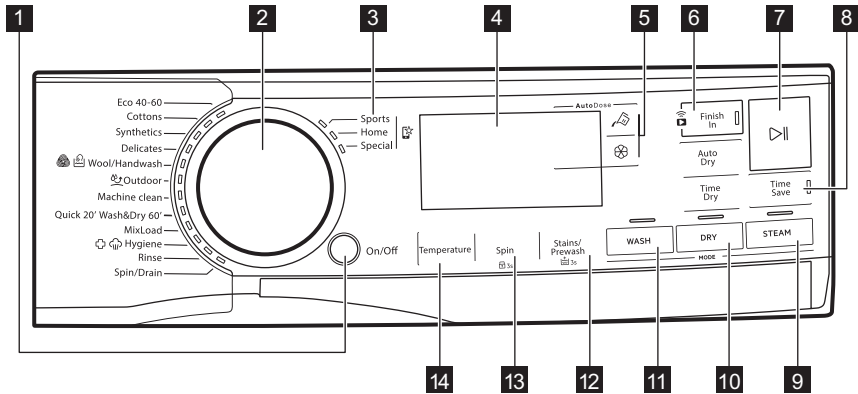 1
2
3
4
5
6
7
8
Eco 40-60
Cottons
Synthetics
Delicates
Wool/Handwash
Outdoor
Machine clean
Quick 20' Wash&Dry 60'
MixLoad
Hygiene
Rinse
Spin/Drain
Sports
Home
Special
On/Off
AutoDose
Finish
In
Auto
Dry
Time
Dry
Time
Save
Temperature
Spin
3s
Stains/
Prewash
3s
WASH
DRY
STEAM
MODE
14
13
12
11
10
9